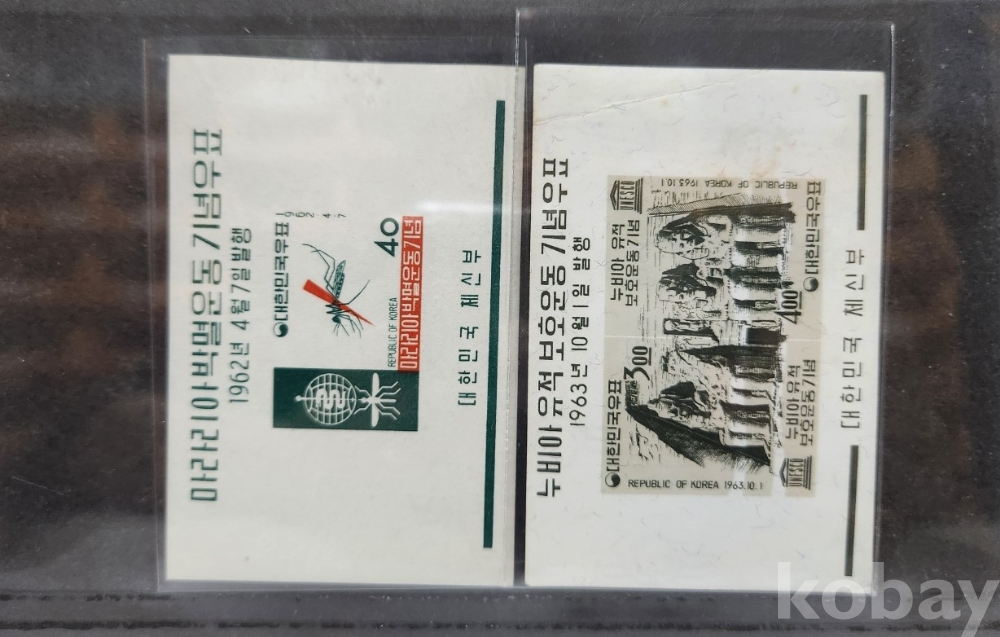 마라리아박멸운동기념우표
1962년 4월 7일 발행
1962 4 7
대한민국우표
40
REPUBLIC OF KOREA
마라리아박멸운동기념
대한민국 체신부
누비아 유적 보호운동 기념우표
1963년 10월 1일 발행
대한민국우표
3.00
REPUBLIC OF KOREA 1963.10.1
누비아 유적
보호운동기념
UNESCO
UNESCO
누비아 유적
보호운동기념
4.00
대한민국우표
REPUBLIC OF KOREA 1963.10.1
대한민국 체신부
kobay